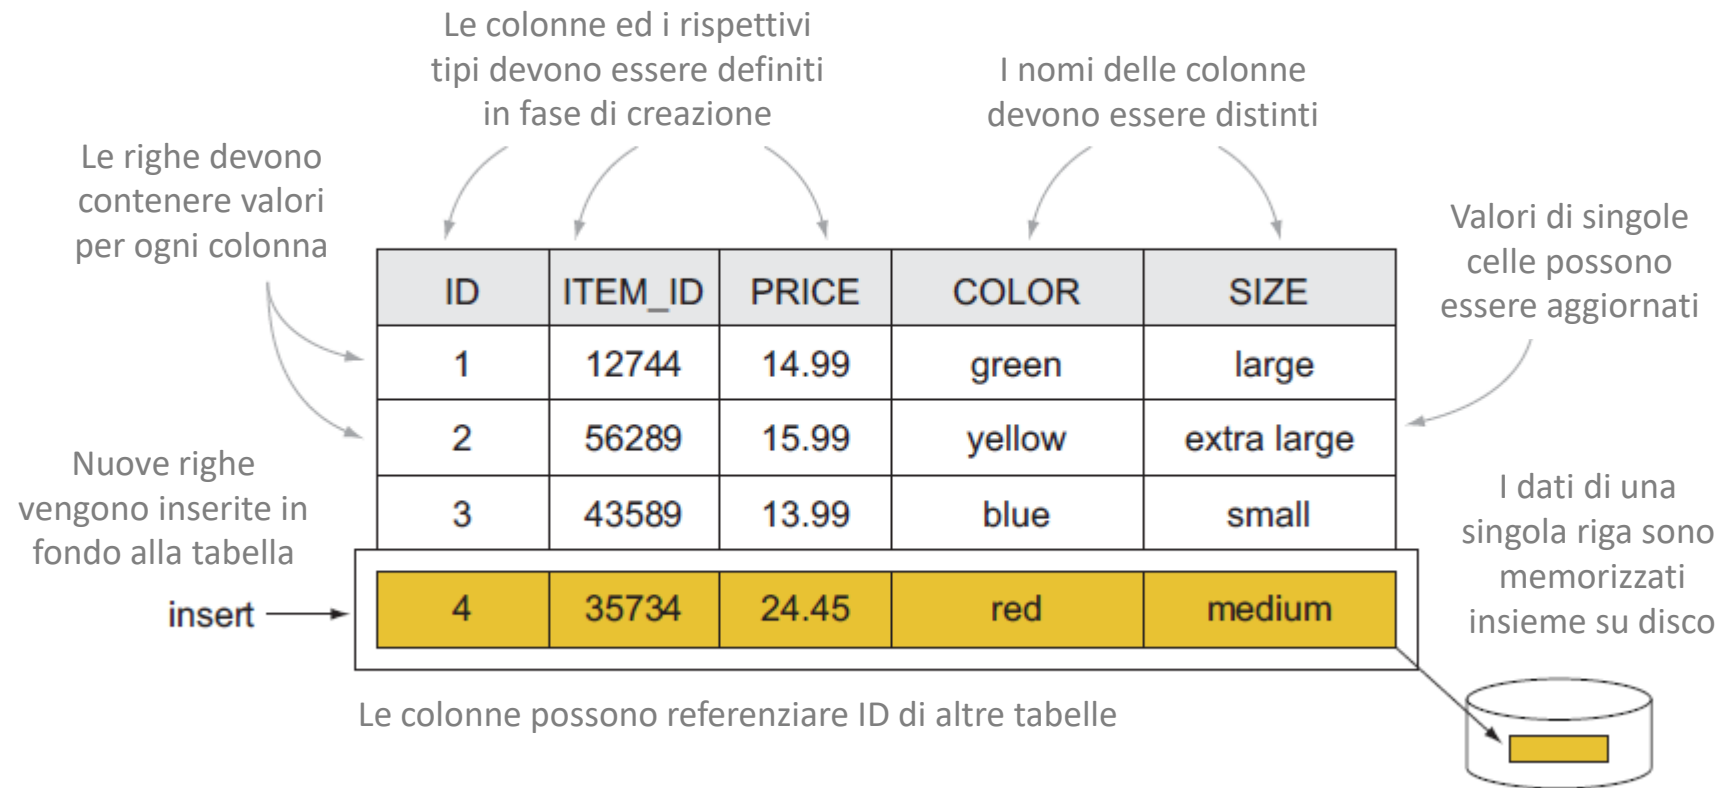 Le colonne ed i rispettivi
tipi devono essere definiti
in fase di creazione
I nomi delle colonne
devono essere distinti
Le righe devono
contenere valori
per ogni colonna
Valori di singole
celle possono
essere aggiornati
ID ITEM_ID PRICE COLOR SIZE
1 12744 14.99 green large
2 56289 15.99 yellow extra large
3 43589 13.99 blue small
Nuove righe
vengono inserite in
fondo alla tabella
insert
4 35734 24.45 red medium
I dati di una
singola riga sono
memorizzati
insieme su disco
Le colonne possono referenziare ID di altre tabelle